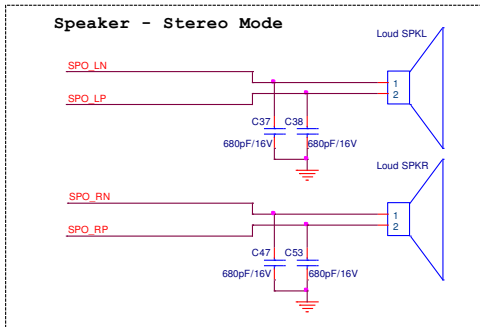 Speaker - Stereo Mode
Loud SPKL
SPO_LN
1
SPO_LP
2
C37 C38
680pF/16V 680pF/16V
Loud SPKR
SPO_RN
1
2
SPO_RP
C47 C53
680pF/16V 680pF/16V